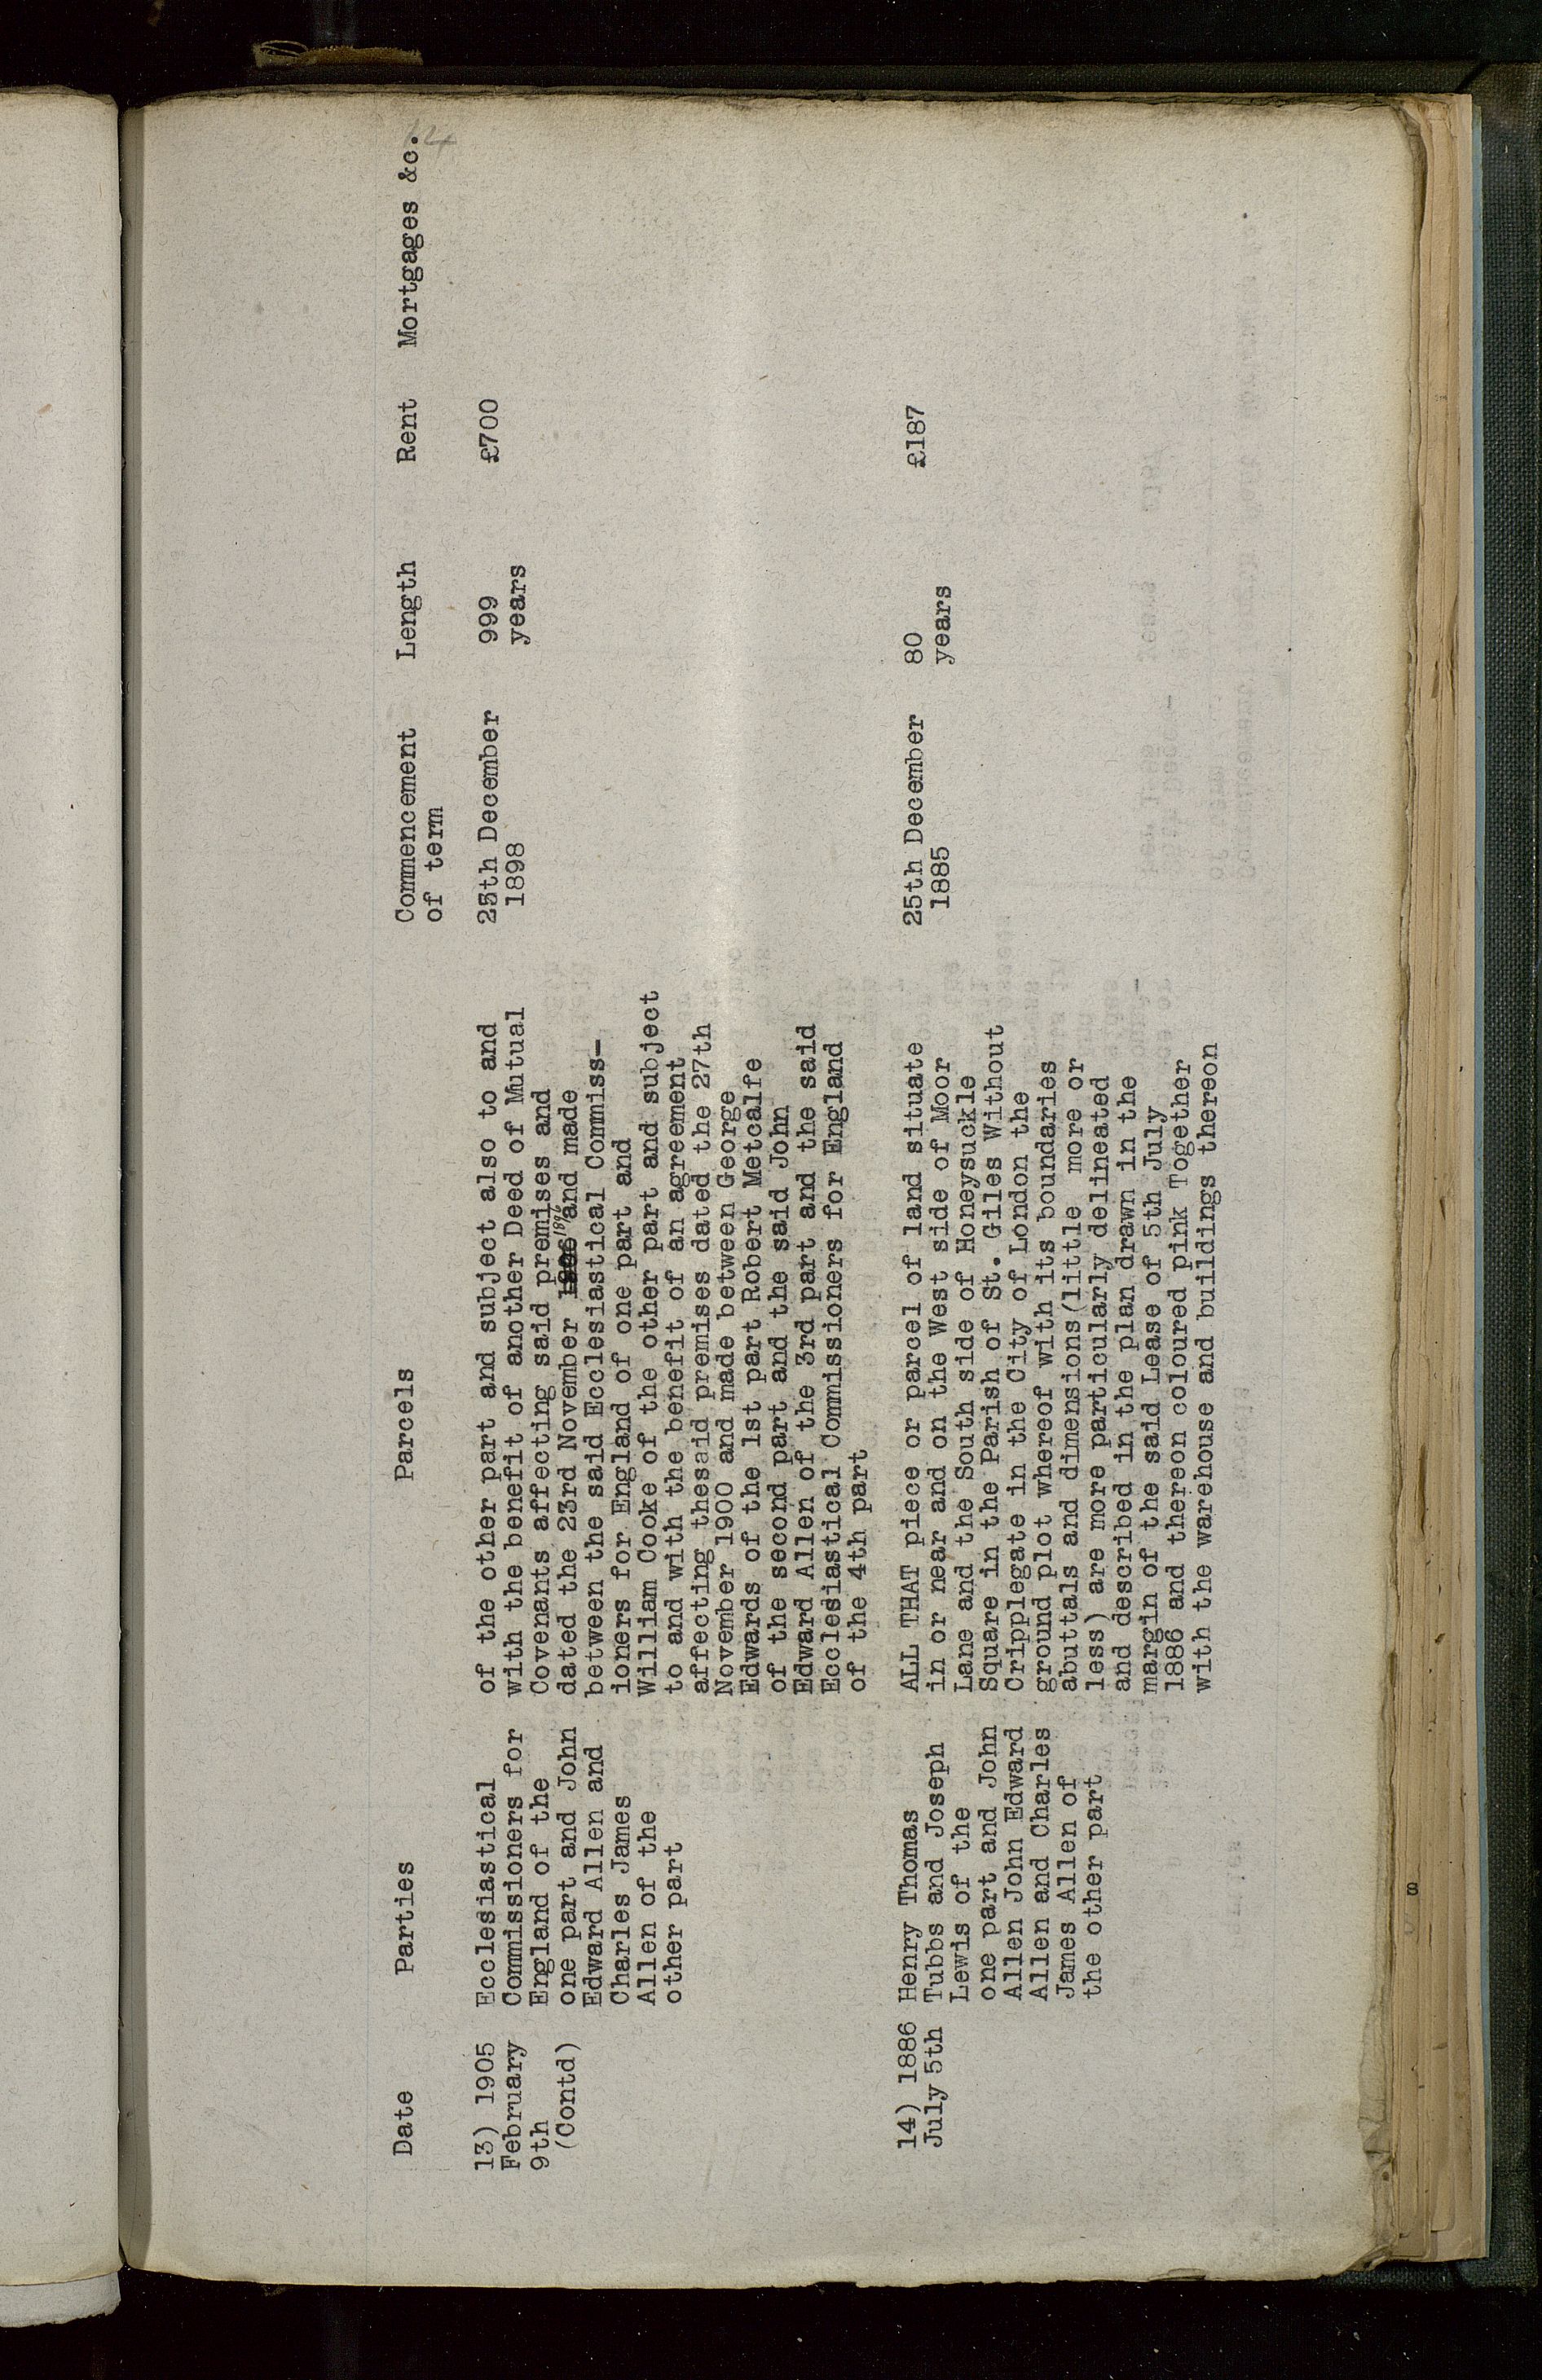 Date Parties Parcels Commencement Length Rent Mortgages &c.
of term
13) 1905
February
9th
(Contd)
Ecclesiastical
Commissioners for
England of the
one part and John
Edward Allen and
Charles James
Allen of the
other part
of the other part and subject also to and
with the benefit of another Deed of Mutual
Covenants affecting said premises and
dated the 23rd November and made
between the said Ecclesiastical Commiss-
ioners for England of one part and
William Cooke of the other part and subject
to and with the benefit of an agreement
affecting thesaid premises dated the 27th
November 1900 and made between George
Edwards of the 1st part Robert Metcalfe
of the second part and the said John
Edward Allen of the 3rd part and the said
Ecclesiastical Commissioners for England
of the 4th part
25th December
1898
999
years
£700
14) 1886
July 5th
Henry Thomas
Tubbs and Joseph
Lewis of the
one part and John
Allen John Edward
Allen and Charles
James Allen of
the other part
ALL THAT piece or parcel of land situate
in or near and on the West side of Moor
Lane and the South side of Honeysuckle
Square in the Parish of St. Giles Without
Cripplegate in the City of London the
ground plot whereof with its boundaries
abuttals and dimensions(little more or
less) are more particularly delineated
and described in the plan drawn in the
margin of the said Lease of 5th July
1886 and thereon coloured pink Together
with the warehouse and buildings thereon
25th December
1885
80
years
£187